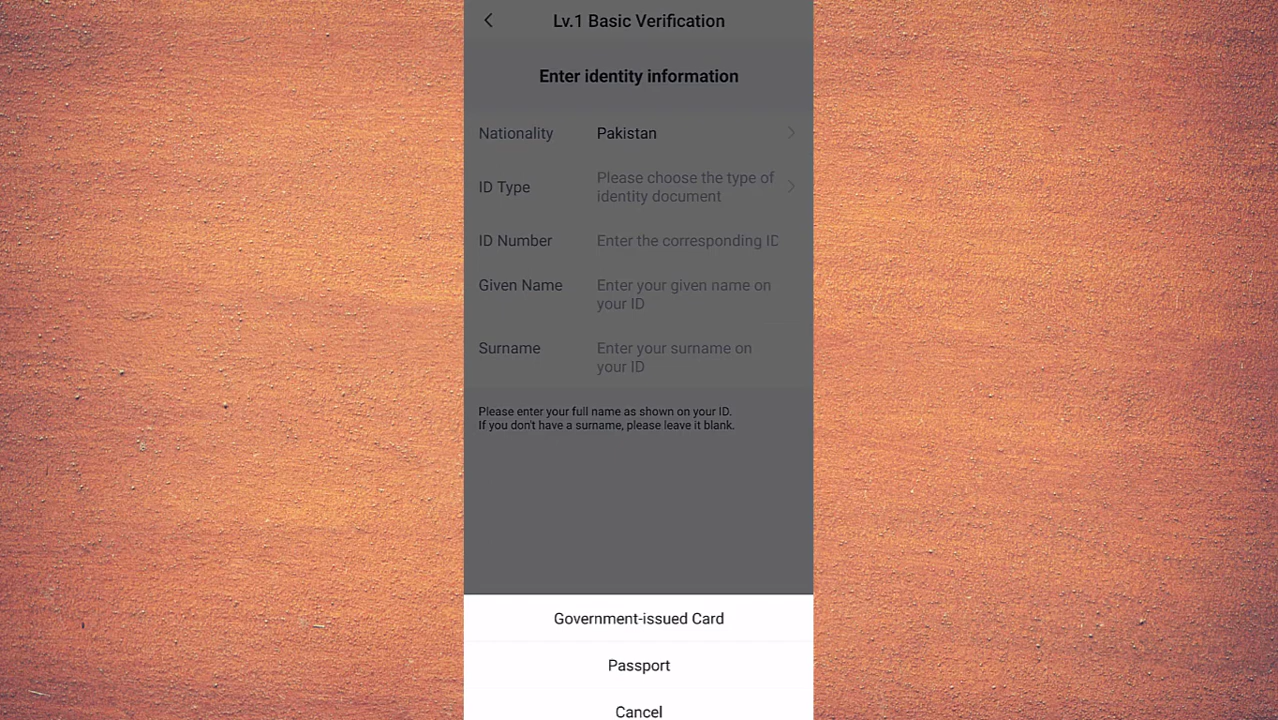 Lv.1 Basic Verification
Enter identity information
Nationality Pakistan
ID Type Please choose the type of
identity document
ID Number Enter the corresponding ID
Given Name Enter your given name on
your ID
Surname Enter your surname on
your ID
Please enter your full name as shown on your ID.
If you don't have a surname, please leave it blank.
Government-issued Card
Passport
Cancel